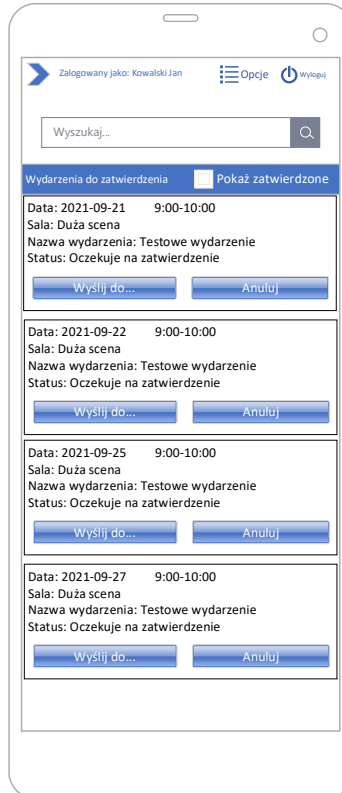 Zalogowany jako: Kowalski Jan
Opcje
Wyloguj
Wyszukaj...
Wydarzenia do zatwierdzenia
Pokaż zatwierdzone
Data: 2021-09-21 9:00-10:00
Sala: Duża scena
Nazwa wydarzenia: Testowe wydarzenie
Status: Oczekuje na zatwierdzenie
Wyślij do... Anuluj
Data: 2021-09-22 9:00-10:00
Sala: Duża scena
Nazwa wydarzenia: Testowe wydarzenie
Status: Oczekuje na zatwierdzenie
Wyślij do... Anuluj
Data: 2021-09-25 9:00-10:00
Sala: Duża scena
Nazwa wydarzenia: Testowe wydarzenie
Status: Oczekuje na zatwierdzenie
Wyślij do... Anuluj
Data: 2021-09-27 9:00-10:00
Sala: Duża scena
Nazwa wydarzenia: Testowe wydarzenie
Status: Oczekuje na zatwierdzenie
Wyślij do... Anuluj